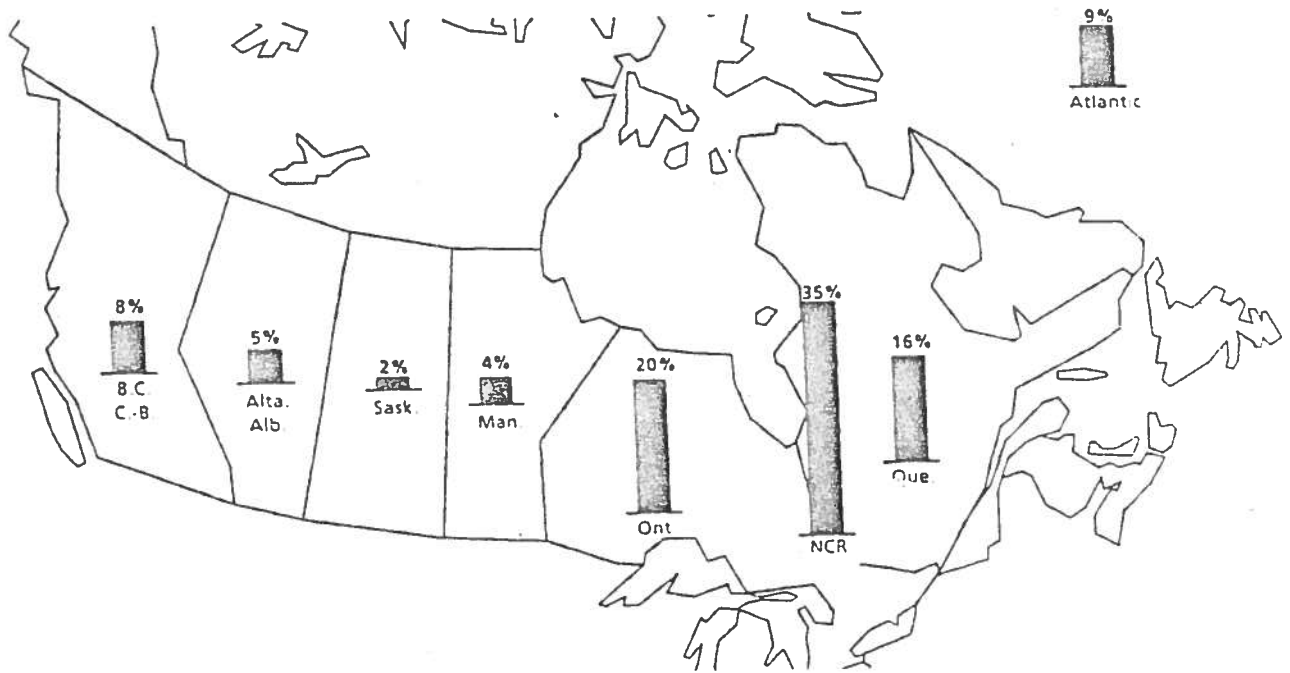 9%
Atlantic
8%
B.C.
C.-B.
5%
Alta.
Alb.
2%
Sask.
4%
Man.
20%
Ont
35%
NCR
16%
Que.